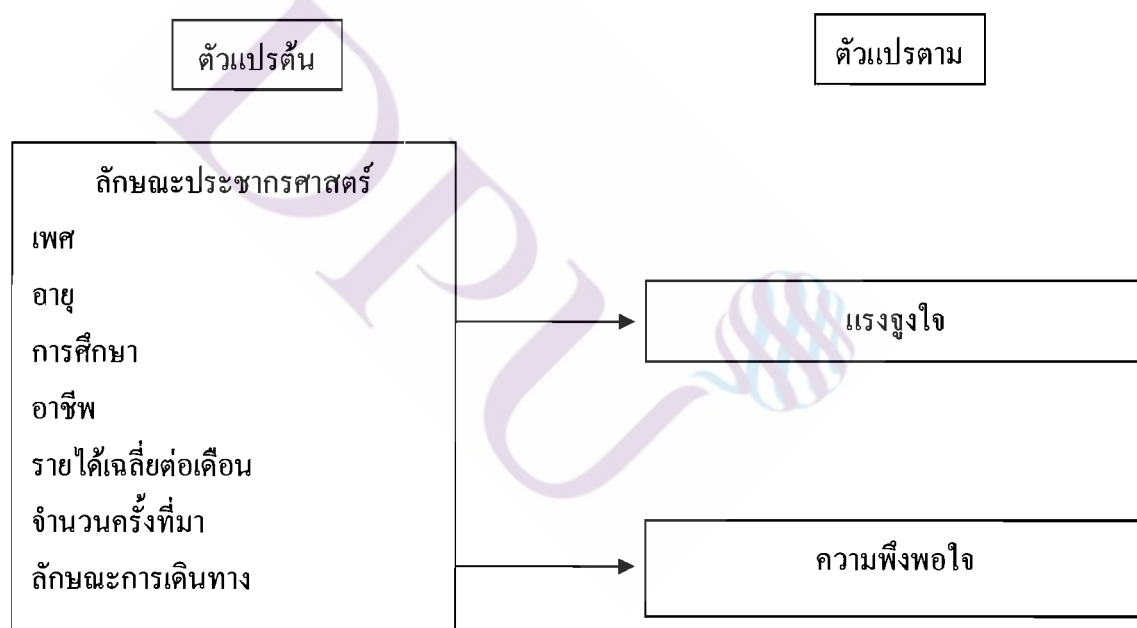 ตัวแปรต้น
ตัวแปรตาม
ลักษณะประชากรศาสตร์
เพศ
อายุ
การศึกษา
อาชีพ
รายได้เฉลี่ยต่อเดือน
จำนวนครั้งที่มา
ลักษณะการเดินทาง
แรงจูงใจ
ความพึงพอใจ
DPU